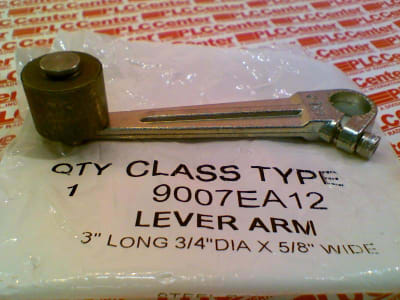 QTY CLASS TYPE
1 9007EA12
LEVER ARM
3" LONG 3/4"DIA X 5/8" WIDE